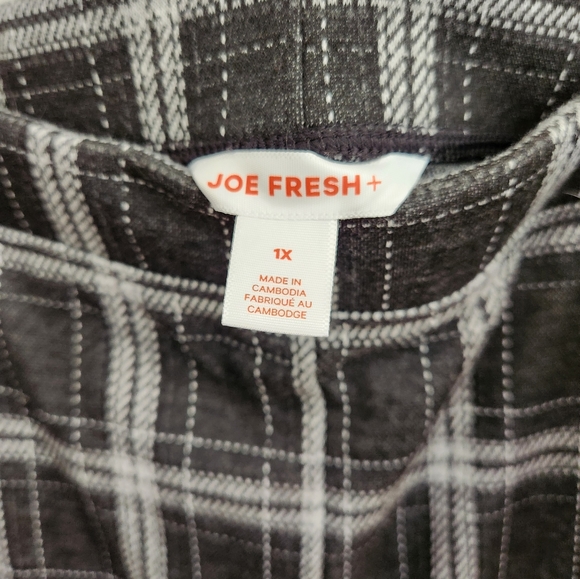 JOE FRESH+
1X
MADE IN
CAMBODIA
FABRIQUÉ AU
CAMBODGE